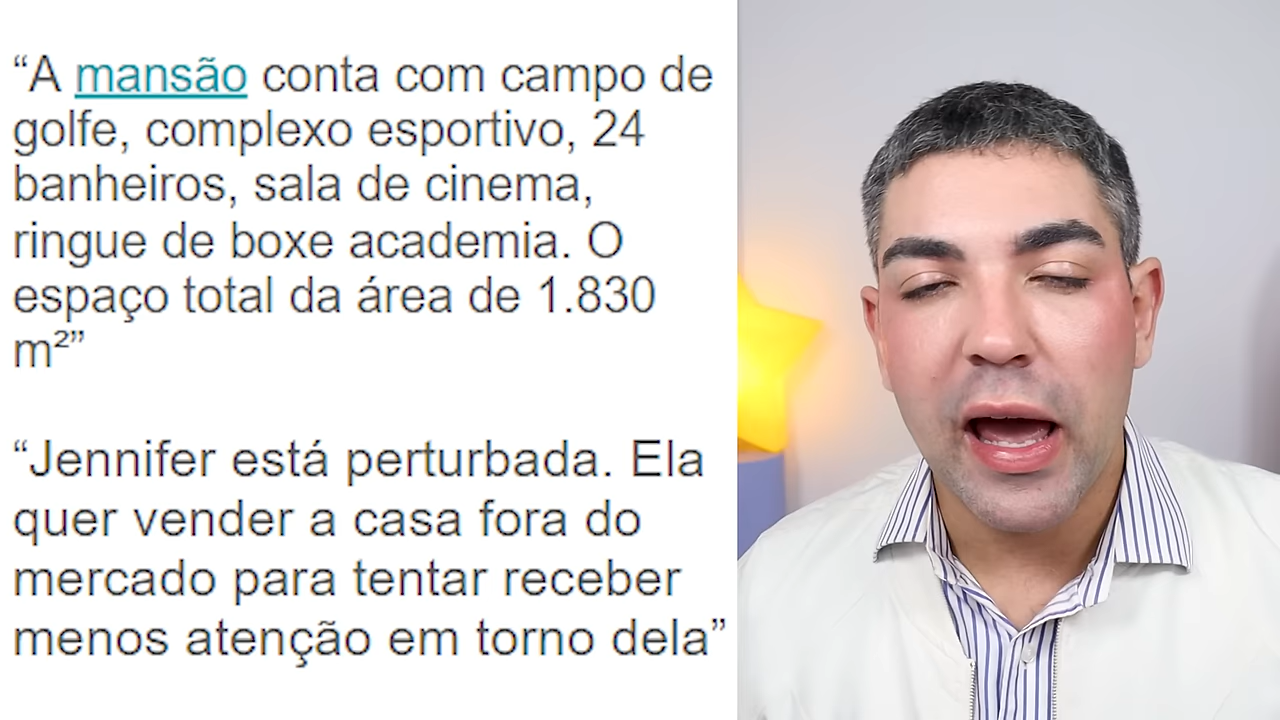 “A mansão conta com campo de
golfe, complexo esportivo, 24
banheiros, sala de cinema,
ringue de boxe academia. O
espaço total da área de 1.830
m²”
“Jennifer está perturbada. Ela
quer vender a casa fora do
mercado para tentar receber
menos atenção em torno dela”